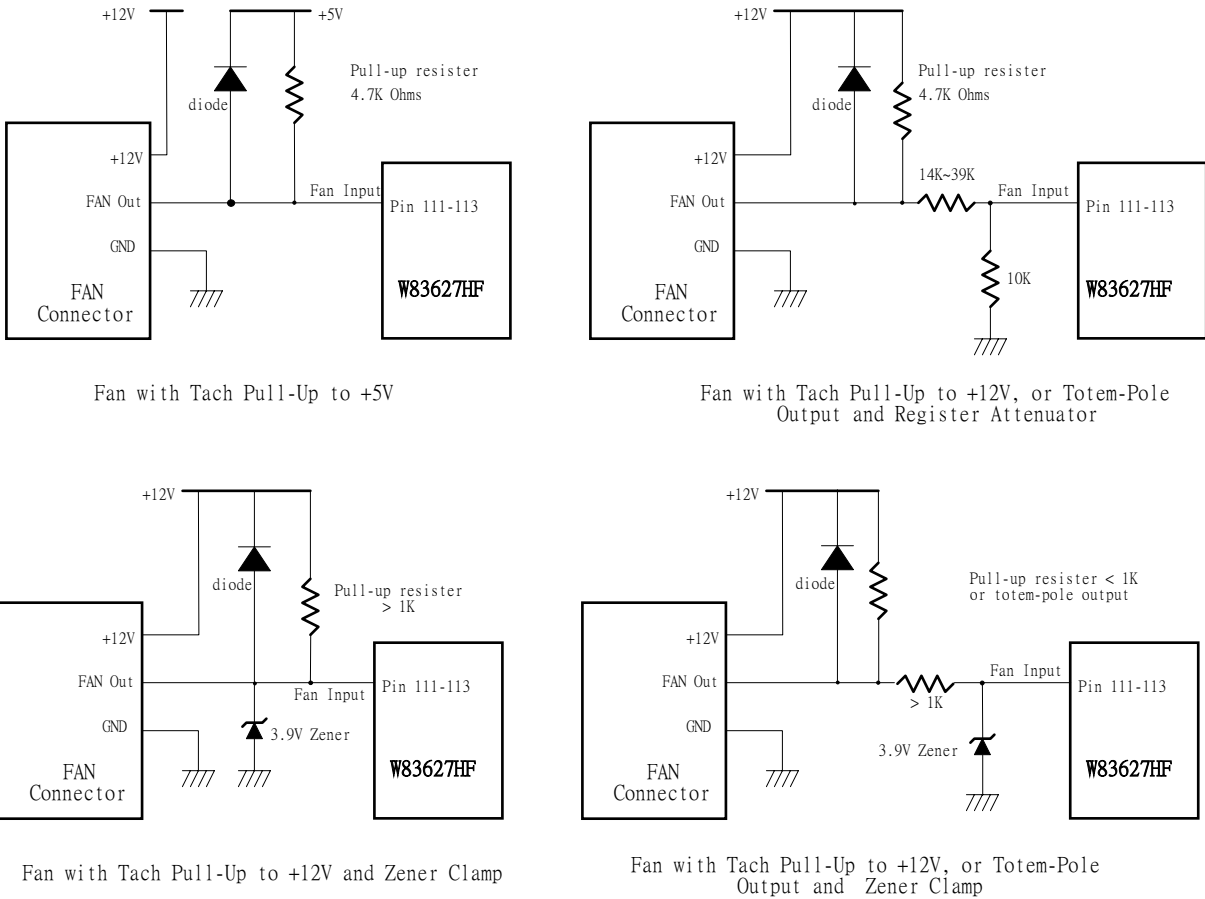 +12V
+5V
Pull-up resister
4.7K Ohms
diode
+12V
FAN Out
Fan Input
Pin 111-113
GND
W83627HF
FAN
Connector
Fan with Tach Pull-Up to +5V
+12V
Pull-up resister
4.7K Ohms
diode
+12V
14K~39K
FAN Out
Fan Input
Pin 111-113
GND
10K
W83627HF
FAN
Connector
Fan with Tach Pull-Up to +12V, or Totem-Pole
Output and Register Attenuator
+12V
diode
Pull-up resister
> 1K
+12V
FAN Out
Fan Input
Pin 111-113
GND
3.9V Zener
W83627HF
FAN
Connector
Fan with Tach Pull-Up to +12V and Zener Clamp
+12V
diode
Pull-up resister < 1K
or totem-pole output
+12V
FAN Out
Fan Input
Pin 111-113
> 1K
GND
3.9V Zener
W83627HF
FAN
Connector
Fan with Tach Pull-Up to +12V, or Totem-Pole
Output and Zener Clamp